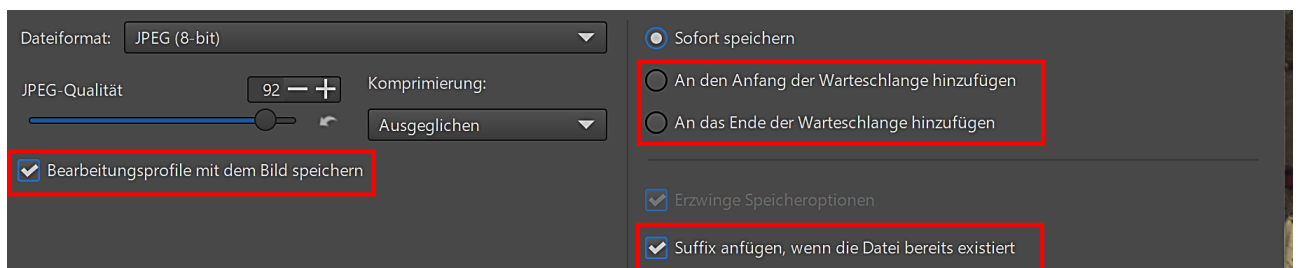 Dateiformat: JPEG (8-bit)
JPEG-Qualität 92
Komprimierung:
Ausgeglichen
Bearbeitungsprofile mit dem Bild speichern
Sofort speichern
An den Anfang der Warteschlange hinzufügen
An das Ende der Warteschlange hinzufügen
Erzwinge Speicheroptionen
Suffix anfügen, wenn die Datei bereits existiert